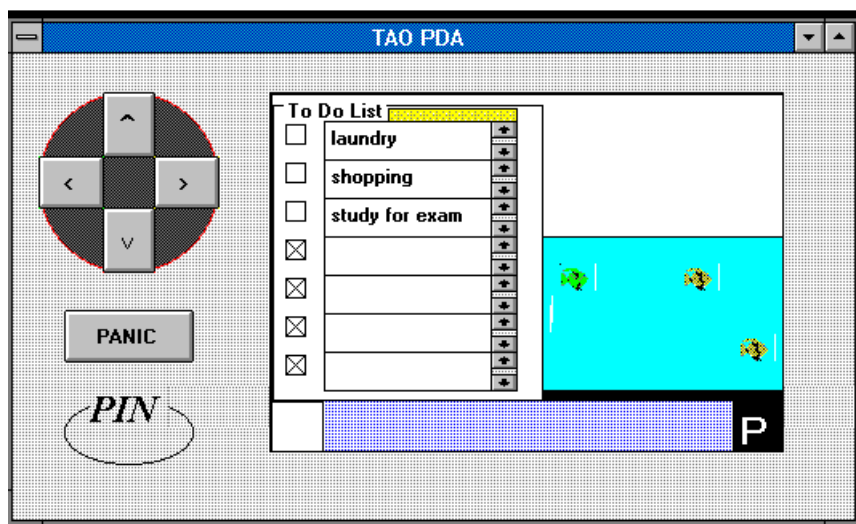 TAO PDA
To Do List
laundry
shopping
study for exam
PANIC
PIN
P